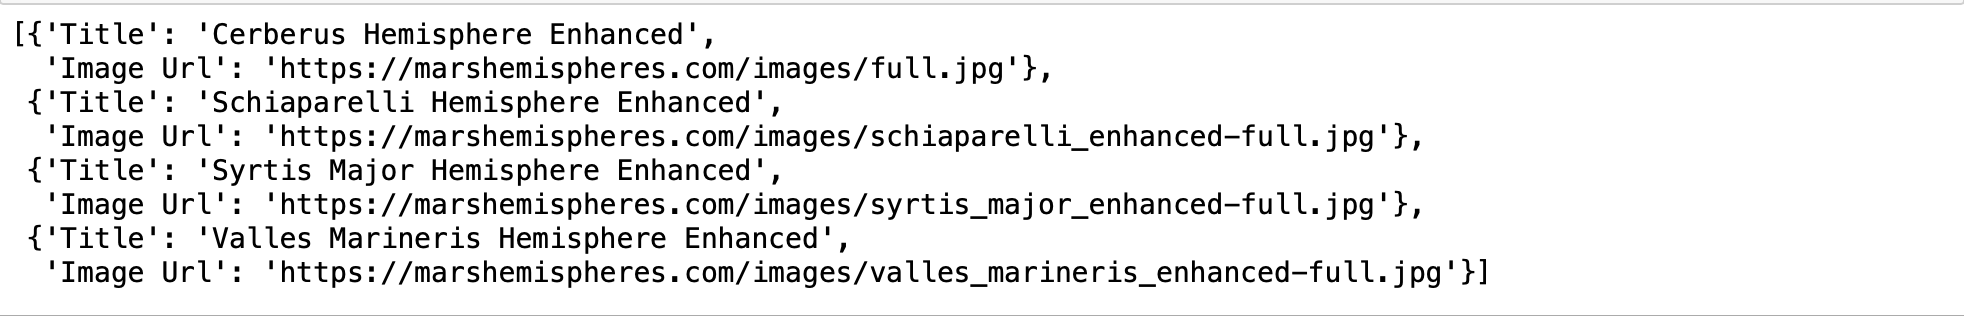 [{'Title': 'Cerberus Hemisphere Enhanced',
  'Image Url': 'https://marshemispheres.com/images/full.jpg'},
 {'Title': 'Schiaparelli Hemisphere Enhanced',
  'Image Url': 'https://marshemispheres.com/images/schiaparelli_enhanced-full.jpg'},
 {'Title': 'Syrtis Major Hemisphere Enhanced',
  'Image Url': 'https://marshemispheres.com/images/syrtis_major_enhanced-full.jpg'},
 {'Title': 'Valles Marineris Hemisphere Enhanced',
  'Image Url': 'https://marshemispheres.com/images/valles_marineris_enhanced-full.jpg'}]